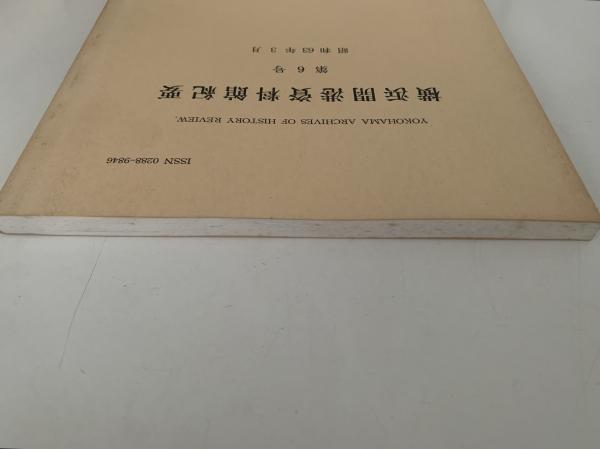 ISSN 0288-9846
YOKOHAMA ARCHIVES OF HISTORY REVIEW,
横浜開港資料館紀要
第6号
昭和63年3月